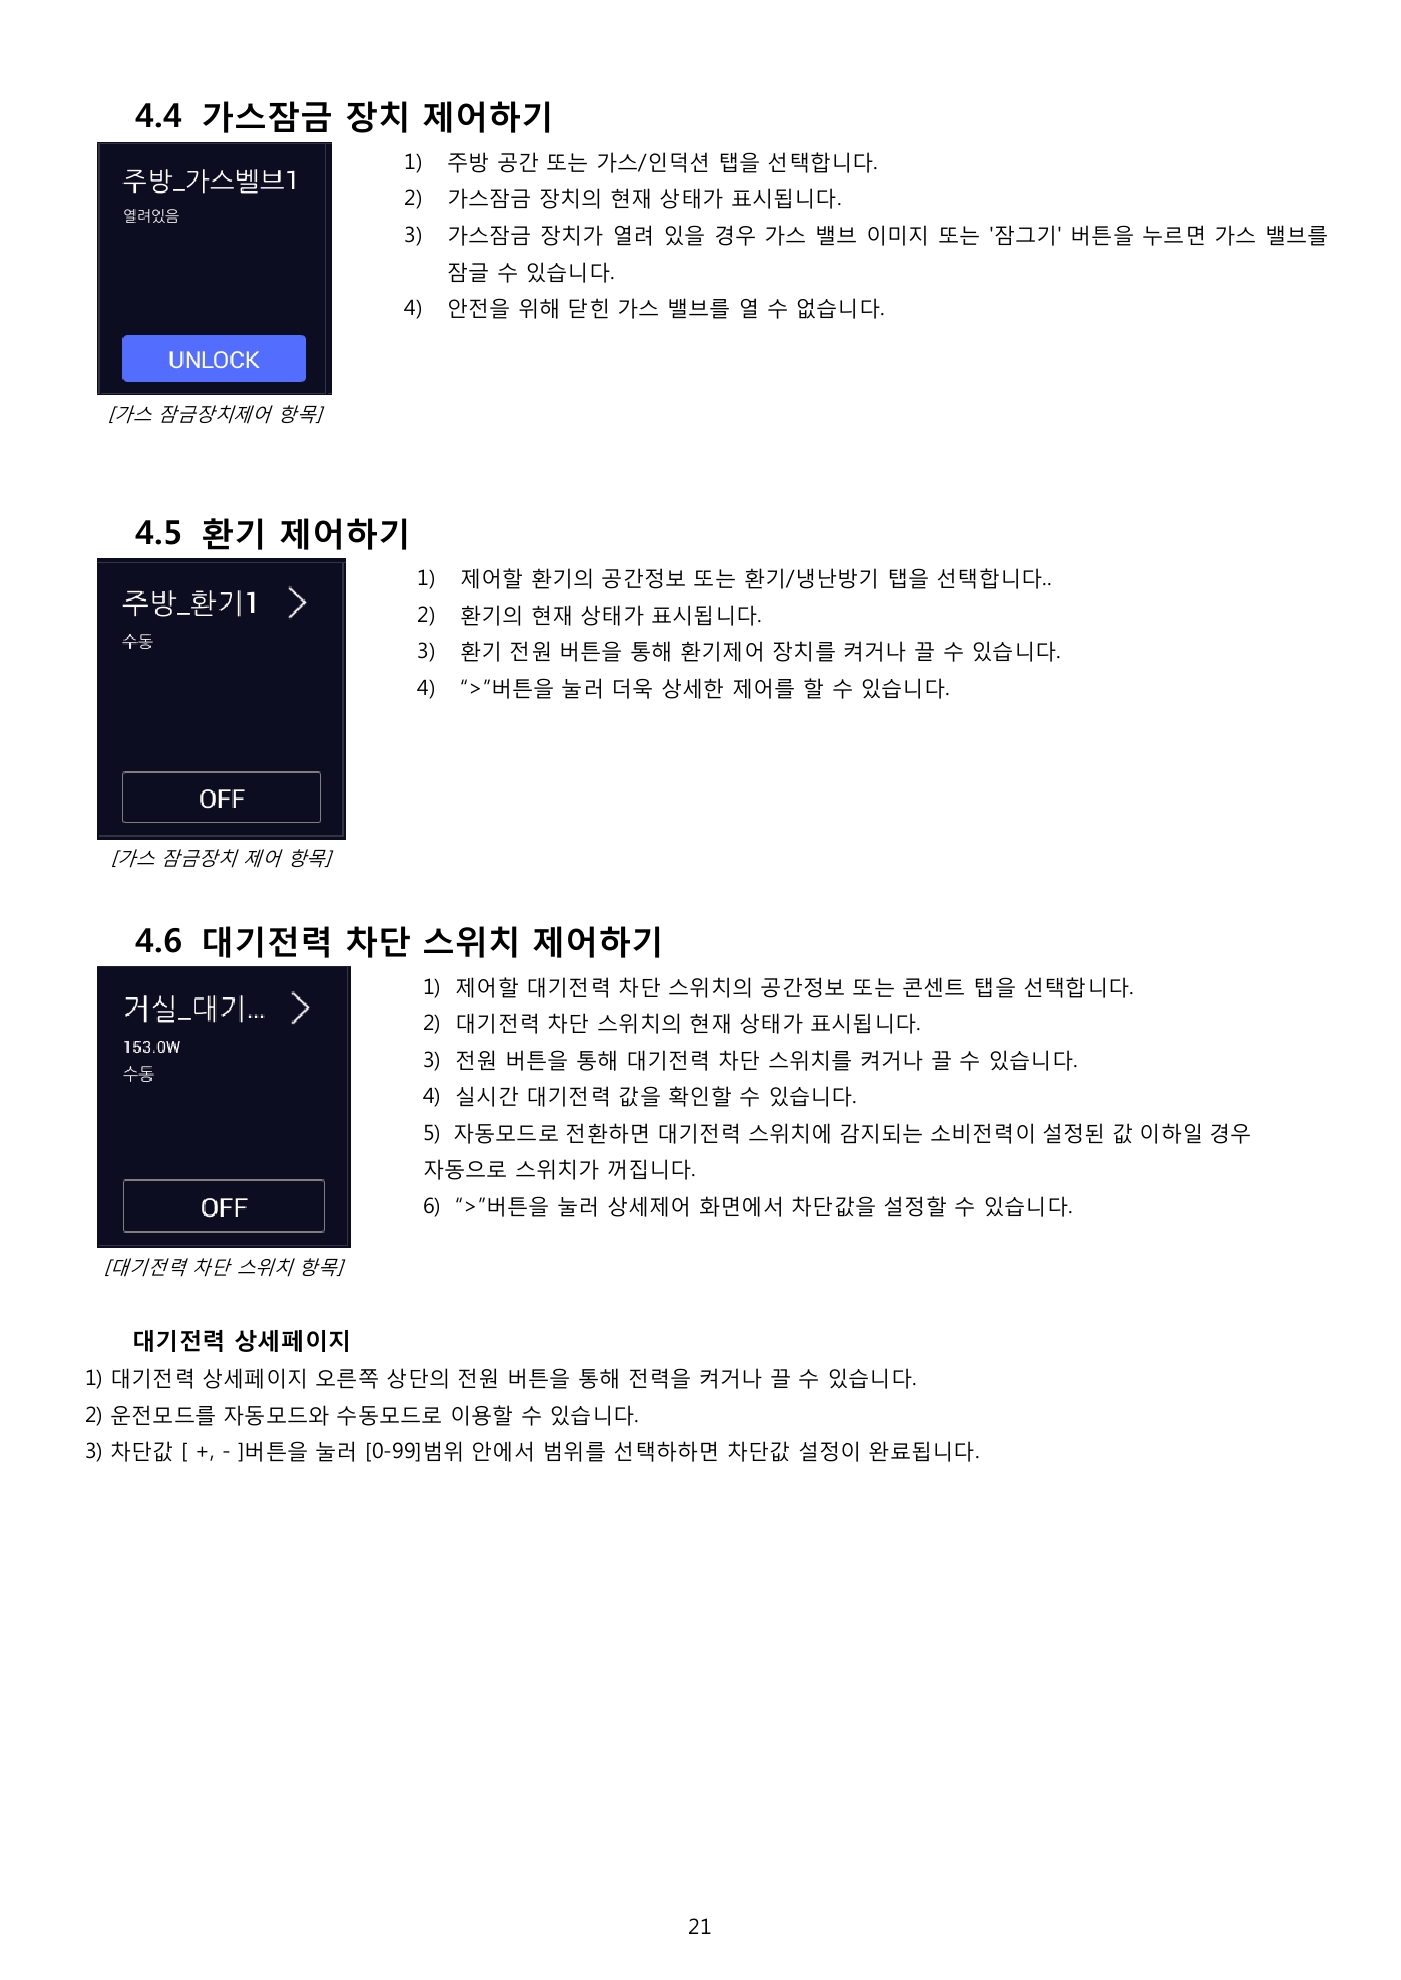 4.4 가스잠금 장치 제어하기
주방_가스벨브1
열려있음
UNLOCK
[가스 잠금장치제어 항목]
1) 주방 공간 또는 가스/인덕션 탭을 선택합니다.
2) 가스잠금 장치의 현재 상태가 표시됩니다.
3) 가스잠금 장치가 열려 있을 경우 가스 밸브 이미지 또는 '잠그기' 버튼을 누르면 가스 밸브를
잠글 수 있습니다.
4) 안전을 위해 닫힌 가스 밸브를 열 수 없습니다.
4.5 환기 제어하기
주방_환기1 >
수동
OFF
[가스 잠금장치 제어 항목]
1) 제어할 환기의 공간정보 또는 환기/냉난방기 탭을 선택합니다..
2) 환기의 현재 상태가 표시됩니다.
3) 환기 전원 버튼을 통해 환기제어 장치를 켜거나 끌 수 있습니다.
4) “>”버튼을 눌러 더욱 상세한 제어를 할 수 있습니다.
4.6 대기전력 차단 스위치 제어하기
거실_대기... >
153.0W
수동
OFF
[대기전력 차단 스위치 항목]
1) 제어할 대기전력 차단 스위치의 공간정보 또는 콘센트 탭을 선택합니다.
2) 대기전력 차단 스위치의 현재 상태가 표시됩니다.
3) 전원 버튼을 통해 대기전력 차단 스위치를 켜거나 끌 수 있습니다.
4) 실시간 대기전력 값을 확인할 수 있습니다.
5) 자동모드로 전환하면 대기전력 스위치에 감지되는 소비전력이 설정된 값 이하일 경우
자동으로 스위치가 꺼집니다.
6) “>”버튼을 눌러 상세제어 화면에서 차단값을 설정할 수 있습니다.
대기전력 상세페이지
1) 대기전력 상세페이지 오른쪽 상단의 전원 버튼을 통해 전력을 켜거나 끌 수 있습니다.
2) 운전모드를 자동모드와 수동모드로 이용할 수 있습니다.
3) 차단값 [ +, - ]버튼을 눌러 [0-99]범위 안에서 범위를 선택하하면 차단값 설정이 완료됩니다.
21